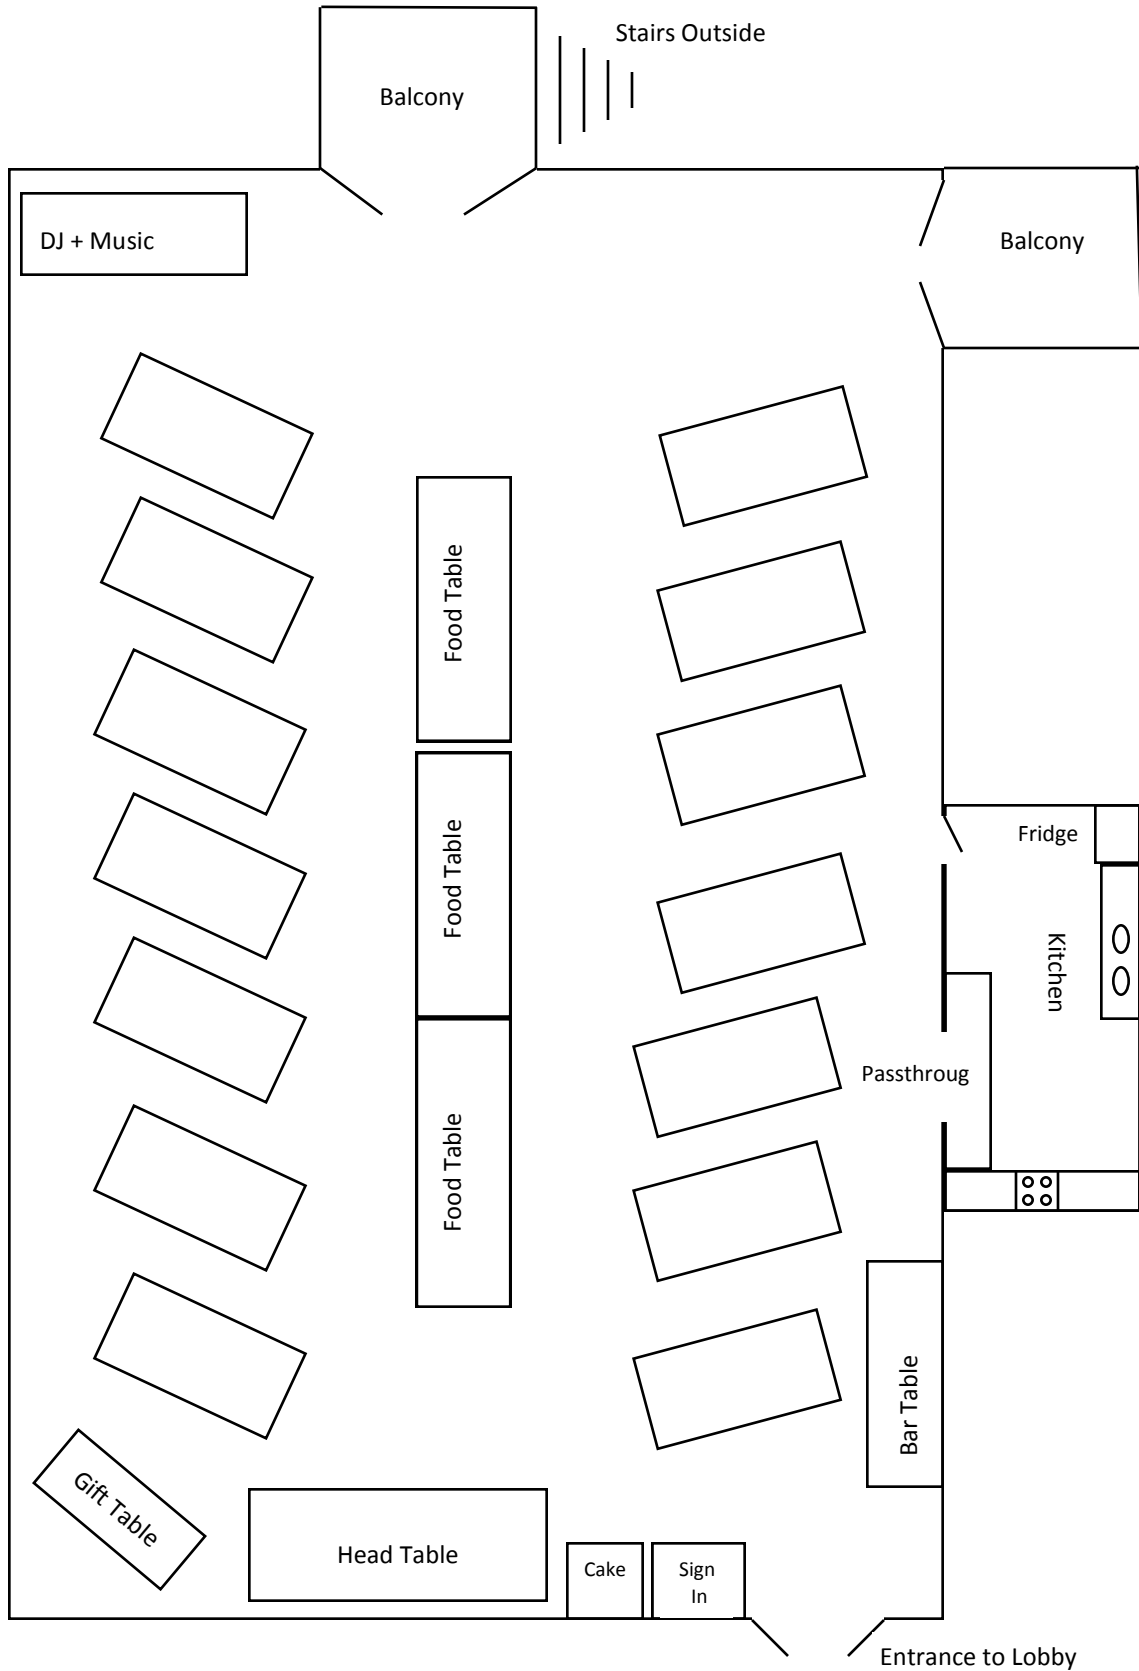 Stairs Outside
Balcony
DJ + Music
Balcony
Food Table
Food Table
Fridge
Kitchen
Passthroug
Food Table
Bar Table
Gift Table
Head Table
Cake
Sign
In
Entrance to Lobby